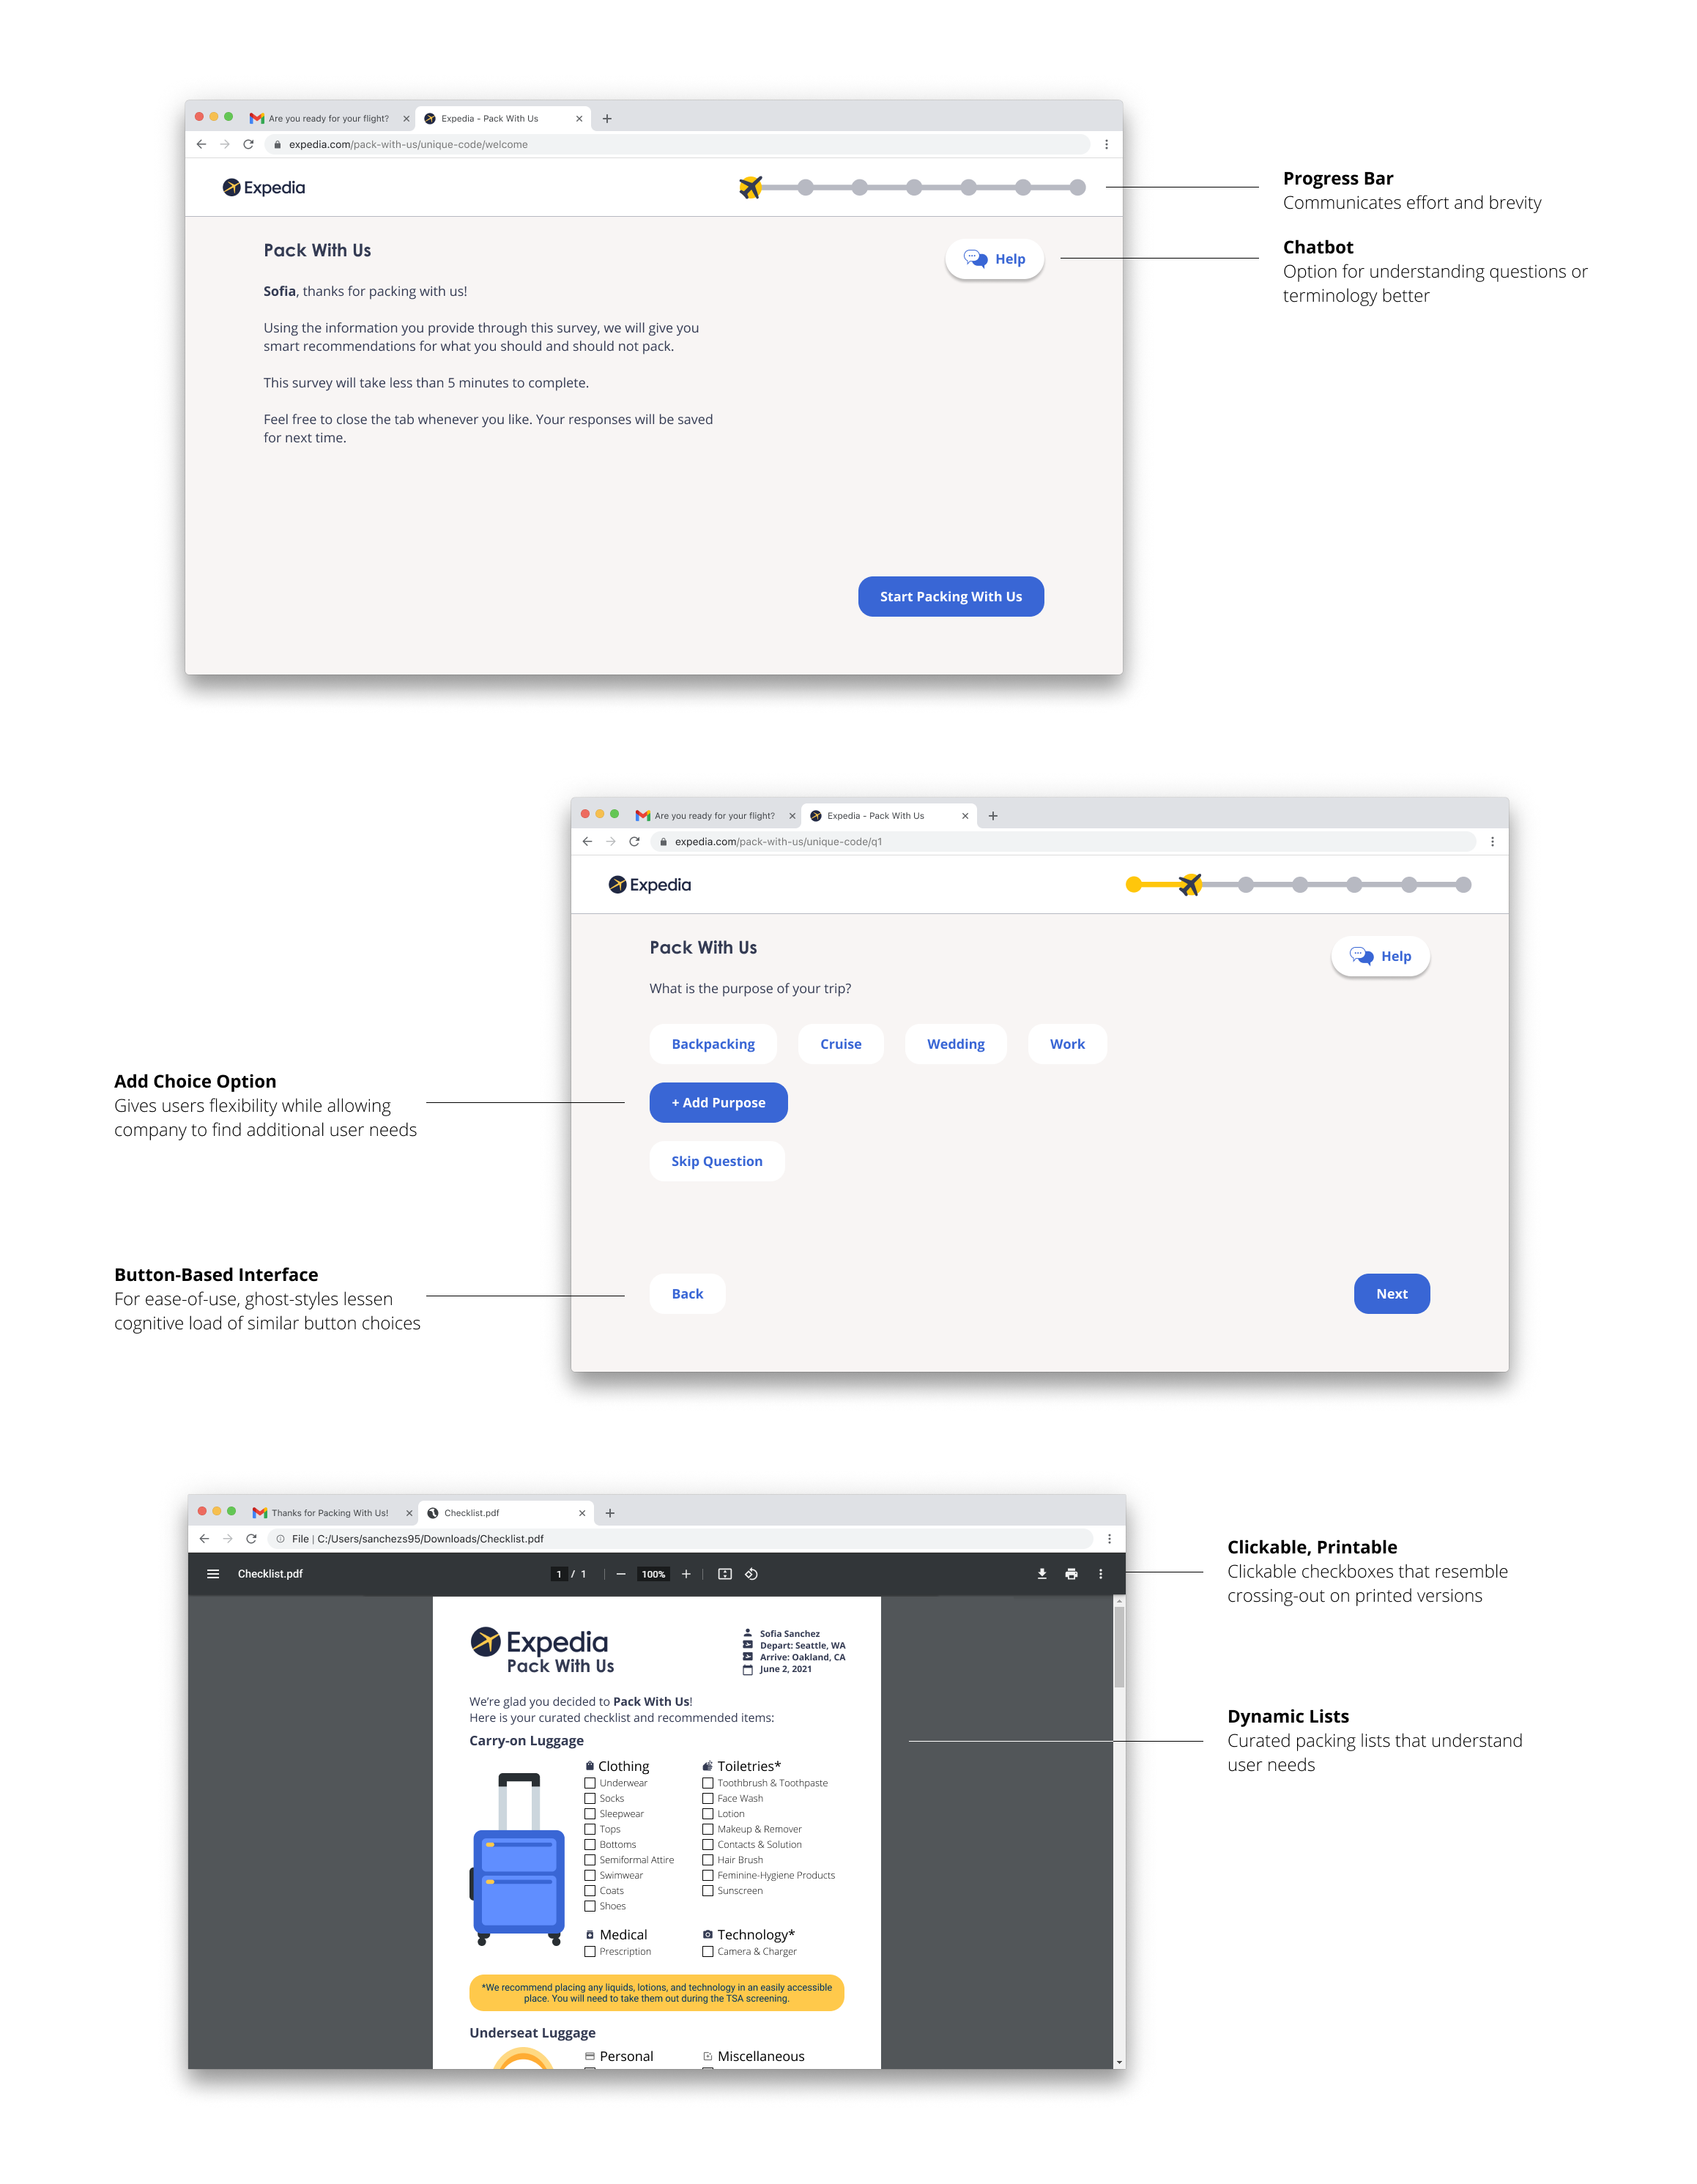 Are you ready for your flight?
Expedia - Pack With Us
expedia.com/pack-with-us/unique-code/welcome
Expedia
Progress Bar
Communicates effort and brevity
Pack With Us
Help
Chatbot
Option for understanding questions or
terminology better
Sofia, thanks for packing with us!
Using the information you provide through this survey, we will give you
smart recommendations for what you should and should not pack.
This survey will take less than 5 minutes to complete.
Feel free to close the tab whenever you like. Your responses will be saved
for next time.
Start Packing With Us
Are you ready for your flight?
Expedia - Pack With Us
expedia.com/pack-with-us/unique-code/q1
Expedia
Pack With Us
Help
What is the purpose of your trip?
Backpacking
Cruise
Wedding
Work
Add Choice Option
Gives users flexibility while allowing
company to find additional user needs
+ Add Purpose
Skip Question
Button-Based Interface
For ease-of-use, ghost-styles lessen
cognitive load of similar button choices
Back
Next
Thanks for Packing With Us!
Checklist.pdf
File | C:/Users/sanchezs95/Downloads/Checklist.pdf
Checklist.pdf
1 / 1
100%
Clickable, Printable
Clickable checkboxes that resemble
crossing-out on printed versions
Expedia
Pack With Us
Sofia Sanchez
Depart: Seattle, WA
Arrive: Oakland, CA
June 2, 2021
We're glad you decided to Pack With Us!
Here is your curated checklist and recommended items:
Dynamic Lists
Curated packing lists that understand
user needs
Carry-on Luggage
Clothing
Underwear
Socks
Sleepwear
Tops
Bottoms
Semiformal Attire
Swimwear
Coats
Shoes
Toiletries*
Toothbrush & Toothpaste
Face Wash
Lotion
Makeup & Remover
Contacts & Solution
Hair Brush
Feminine-Hygiene Products
Sunscreen
Medical
Prescription
Technology*
Camera & Charger
*We recommend placing any liquids, lotions, and technology in an easily accessible
place. You will need to take them out during the TSA screening.
Underseat Luggage
Personal
Miscellaneous